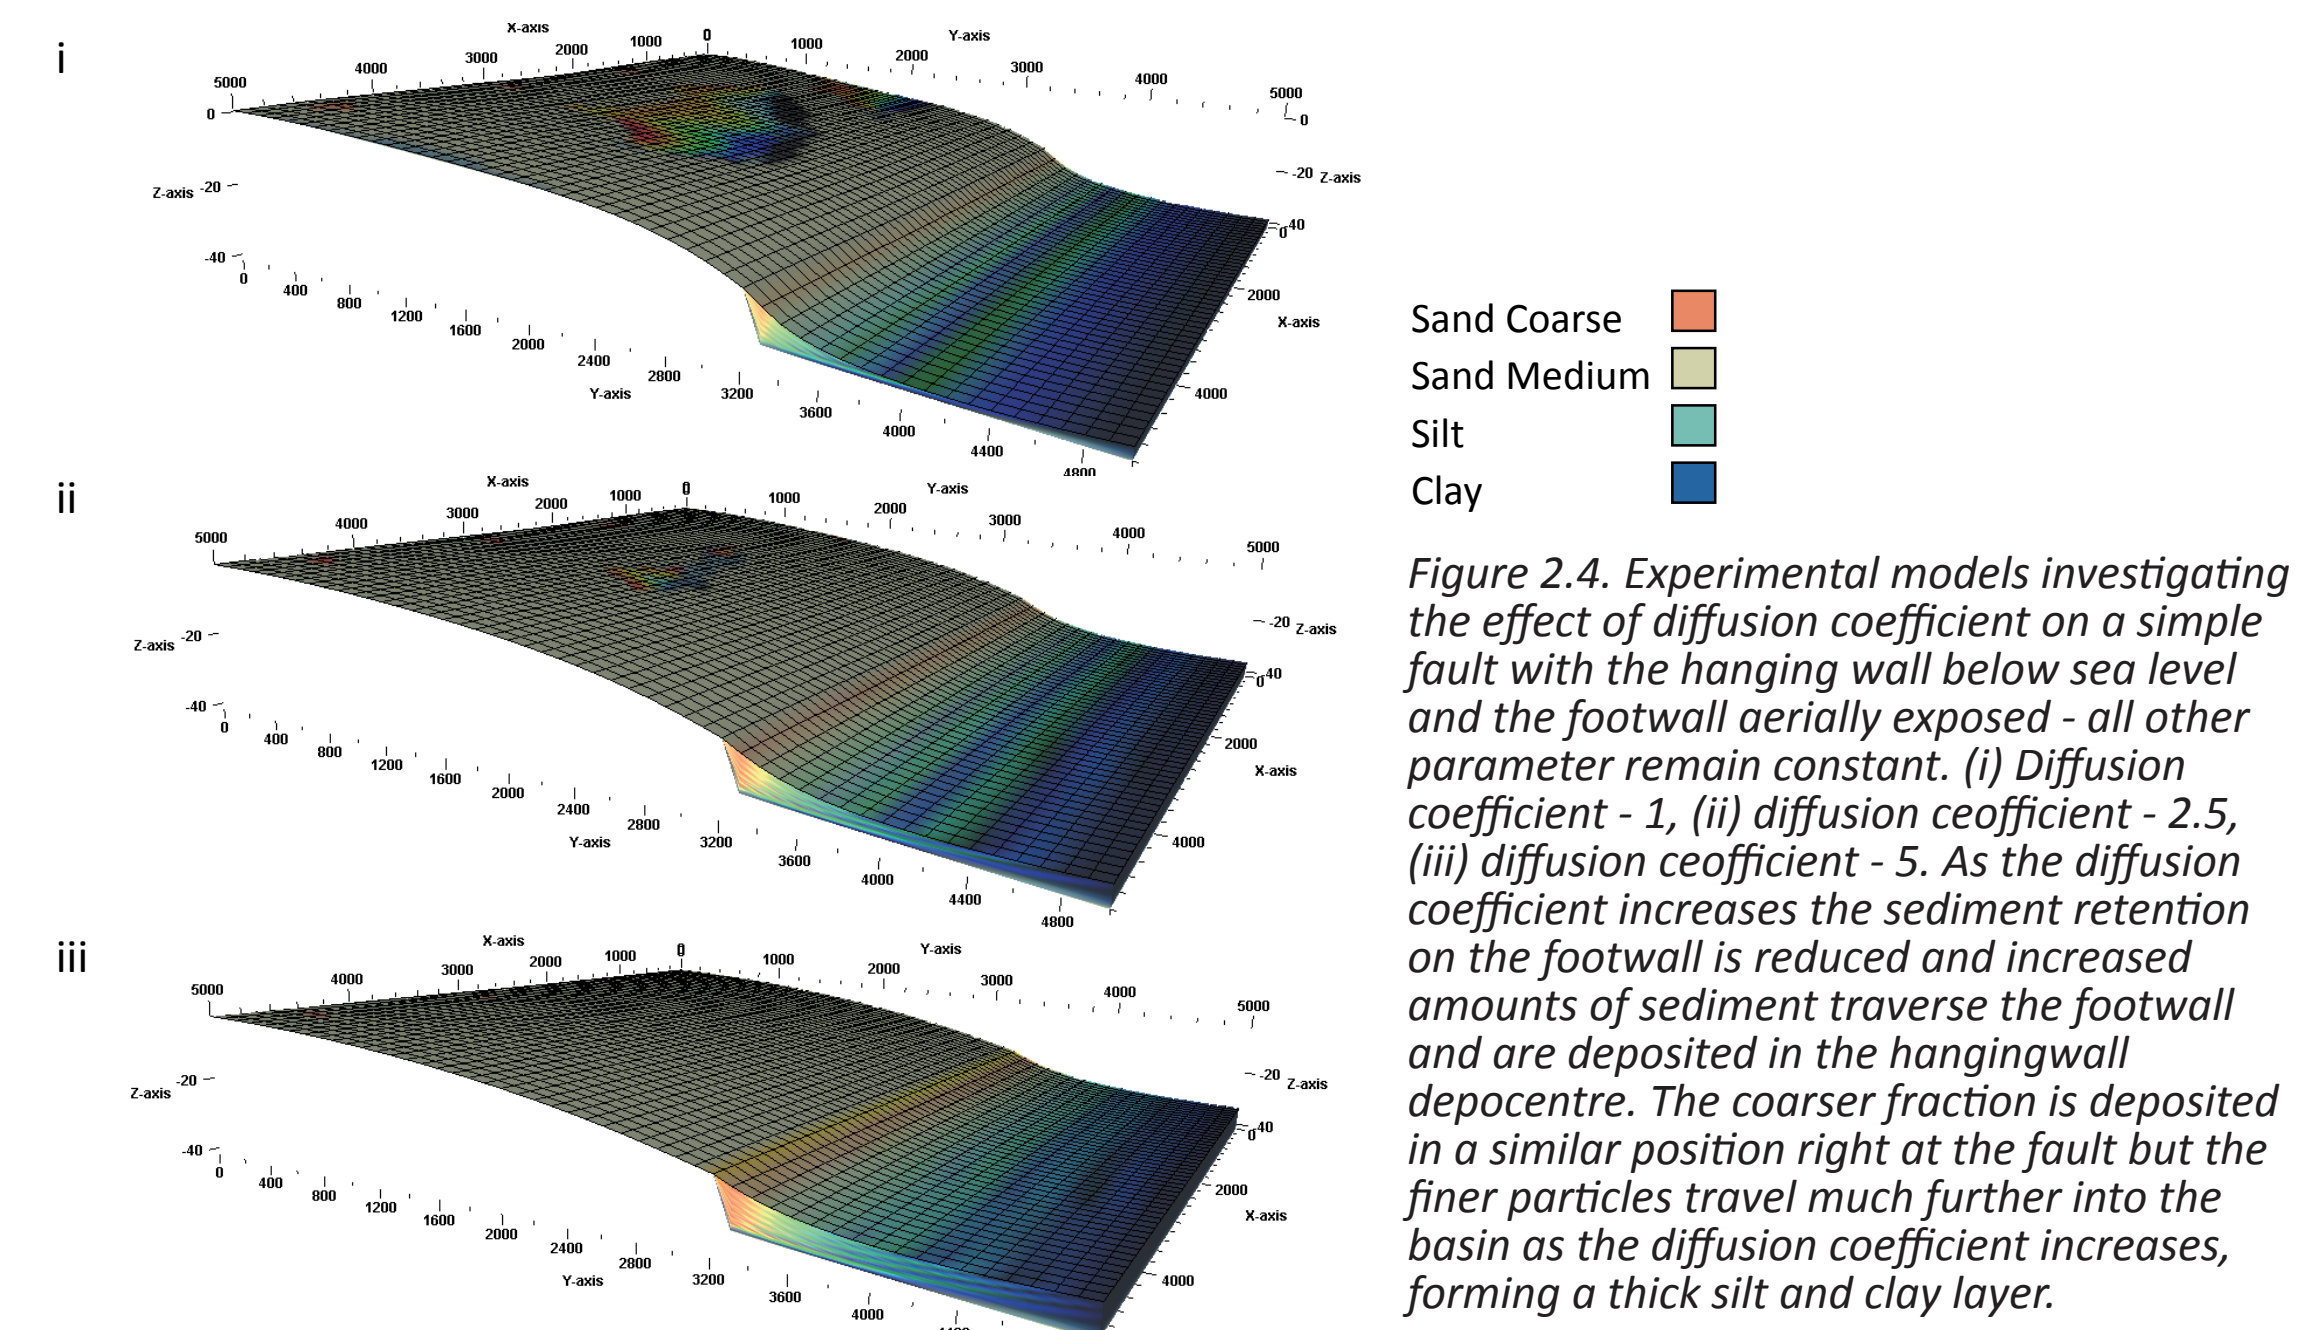 i
X-axis
0
Y-axis
1000
1000
2000
2000
3000
3000
4000
4000
5000
5000
0
0
Z-axis
-20
-20 Z-axis
-40
-40
0
0
400
800
1200
1600
2000
2400
2800
3200
3600
4000
4400
4800
Y-axis
2000
X-axis
4000
ii
X-axis
0
Y-axis
1000
1000
2000
2000
3000
3000
4000
4000
5000
5000
Z-axis
-20
-20 Z-axis
-40
-40
0
0
400
800
1200
1600
2000
2400
2800
3200
3600
4000
4400
4800
Y-axis
2000
X-axis
4000
iii
X-axis
0
Y-axis
1000
1000
2000
2000
3000
3000
4000
4000
5000
5000
Z-axis
-20
-20 Z-axis
-40
-40
0
0
400
800
1200
1600
2000
2400
2800
3200
3600
4000
Y-axis
2000
X-axis
4000
Sand Coarse
Sand Medium
Silt
Clay
Figure 2.4. Experimental models investigating
the effect of diffusion coefficient on a simple
fault with the hanging wall below sea level
and the footwall aerially exposed - all other
parameter remain constant. (i) Diffusion
coefficient - 1, (ii) diffusion ceofficient - 2.5,
(iii) diffusion ceofficient - 5. As the diffusion
coefficient increases the sediment retention
on the footwall is reduced and increased
amounts of sediment traverse the footwall
and are deposited in the hangingwall
depocentre. The coarser fraction is deposited
in a similar position right at the fault but the
finer particles travel much further into the
basin as the diffusion coefficient increases,
forming a thick silt and clay layer.